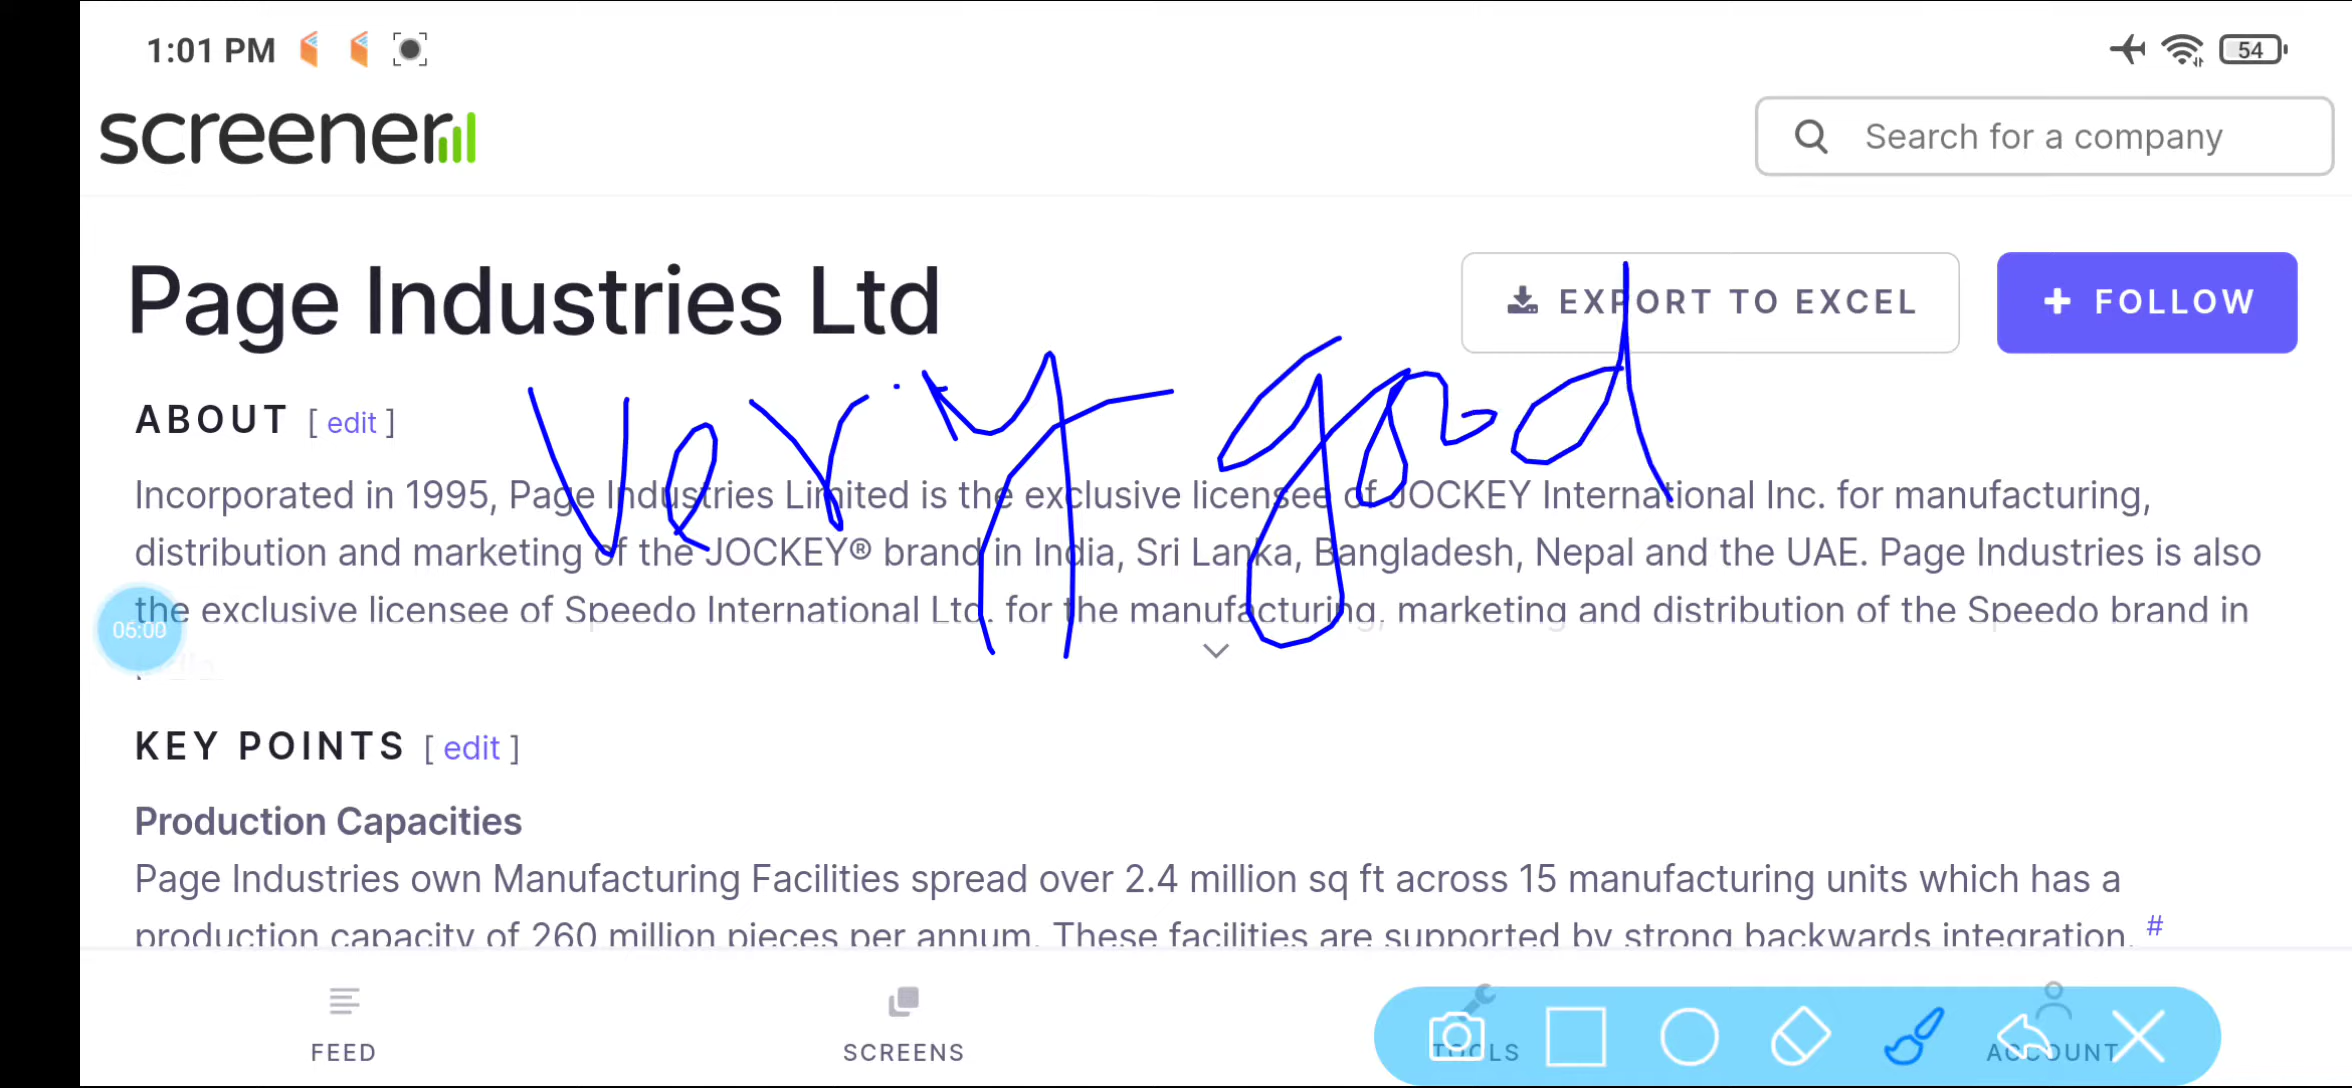 1:01 PM
54
screener
Search for a company
Page Industries Ltd
EXPORT TO EXCEL
+ FOLLOW
very good
ABOUT [ edit ]
Incorporated in 1995, Page Industries Limited is the exclusive licensee of JOCKEY International Inc. for manufacturing,
distribution and marketing of the JOCKEY® brand in India, Sri Lanka, Bangladesh, Nepal and the UAE. Page Industries is also
the exclusive licensee of Speedo International Ltd. for the manufacturing, marketing and distribution of the Speedo brand in
06:00
KEY POINTS [ edit ]
Production Capacities
Page Industries own Manufacturing Facilities spread over 2.4 million sq ft across 15 manufacturing units which has a
production capacity of 260 million pieces per annum. These facilities are supported by strong backwards integration. #
FEED
SCREENS
TOOLS
ACCOUNT